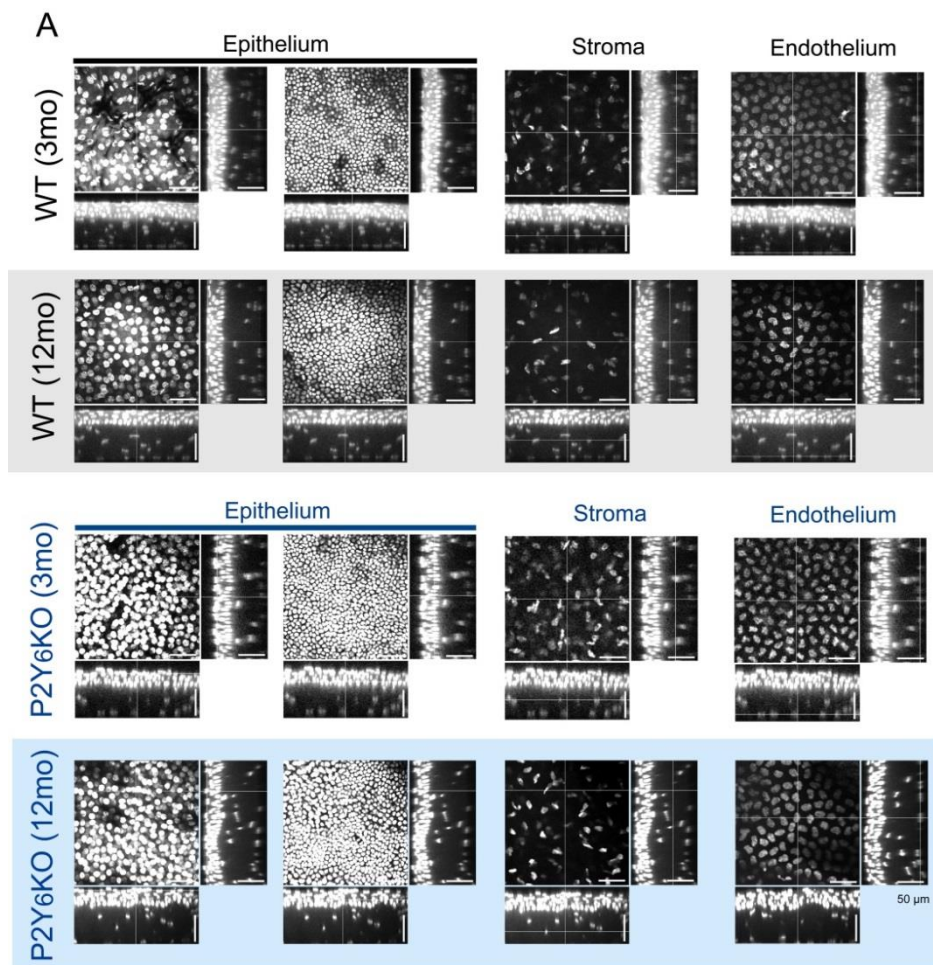 A
Epithelium
Stroma
Endothelium
WT (3mo)
WT (12mo)
Epithelium
Stroma
Endothelium
P2Y₆KO (3mo)
P2Y₆KO (12mo)
50 µm